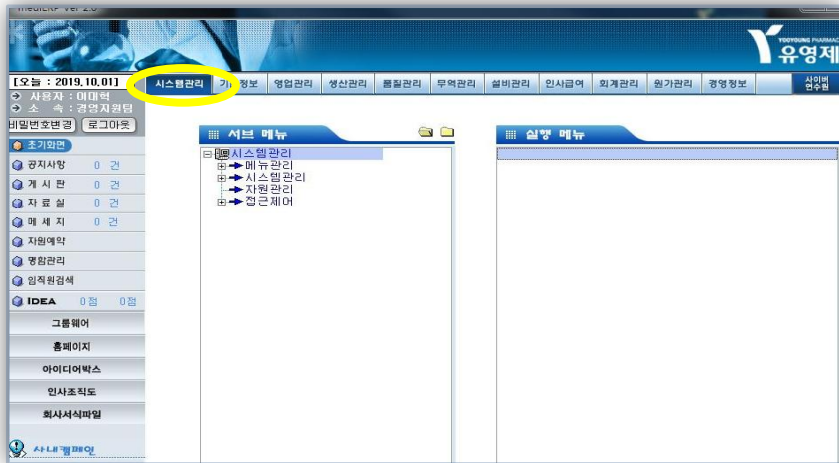 mediERP Ver 2.0
YOOYOUNG PHARMAC
유영제
[오늘 : 2019.10.01]
시스템관리 기 정보 영업관리 생산관리 품질관리 무역관리 설비관리 인사급여 회계관리 원가관리 경영정보 사이버 연수원
사용자 : 이미혁
소 속 : 경영지원팀
비밀번호변경 로그아웃
서브 메뉴 실행 메뉴
초기화면
시스템관리
메뉴관리
시스템관리
자원관리
접근제어
공지사항 0 건
게 시 판 0 건
자 료 실 0 건
메 세 지 0 건
자원예약
명함관리
임직원검색
IDEA 0점 0점
그룹웨어
홈페이지
아이디어박스
인사조직도
회사서식파일
사내캠페인